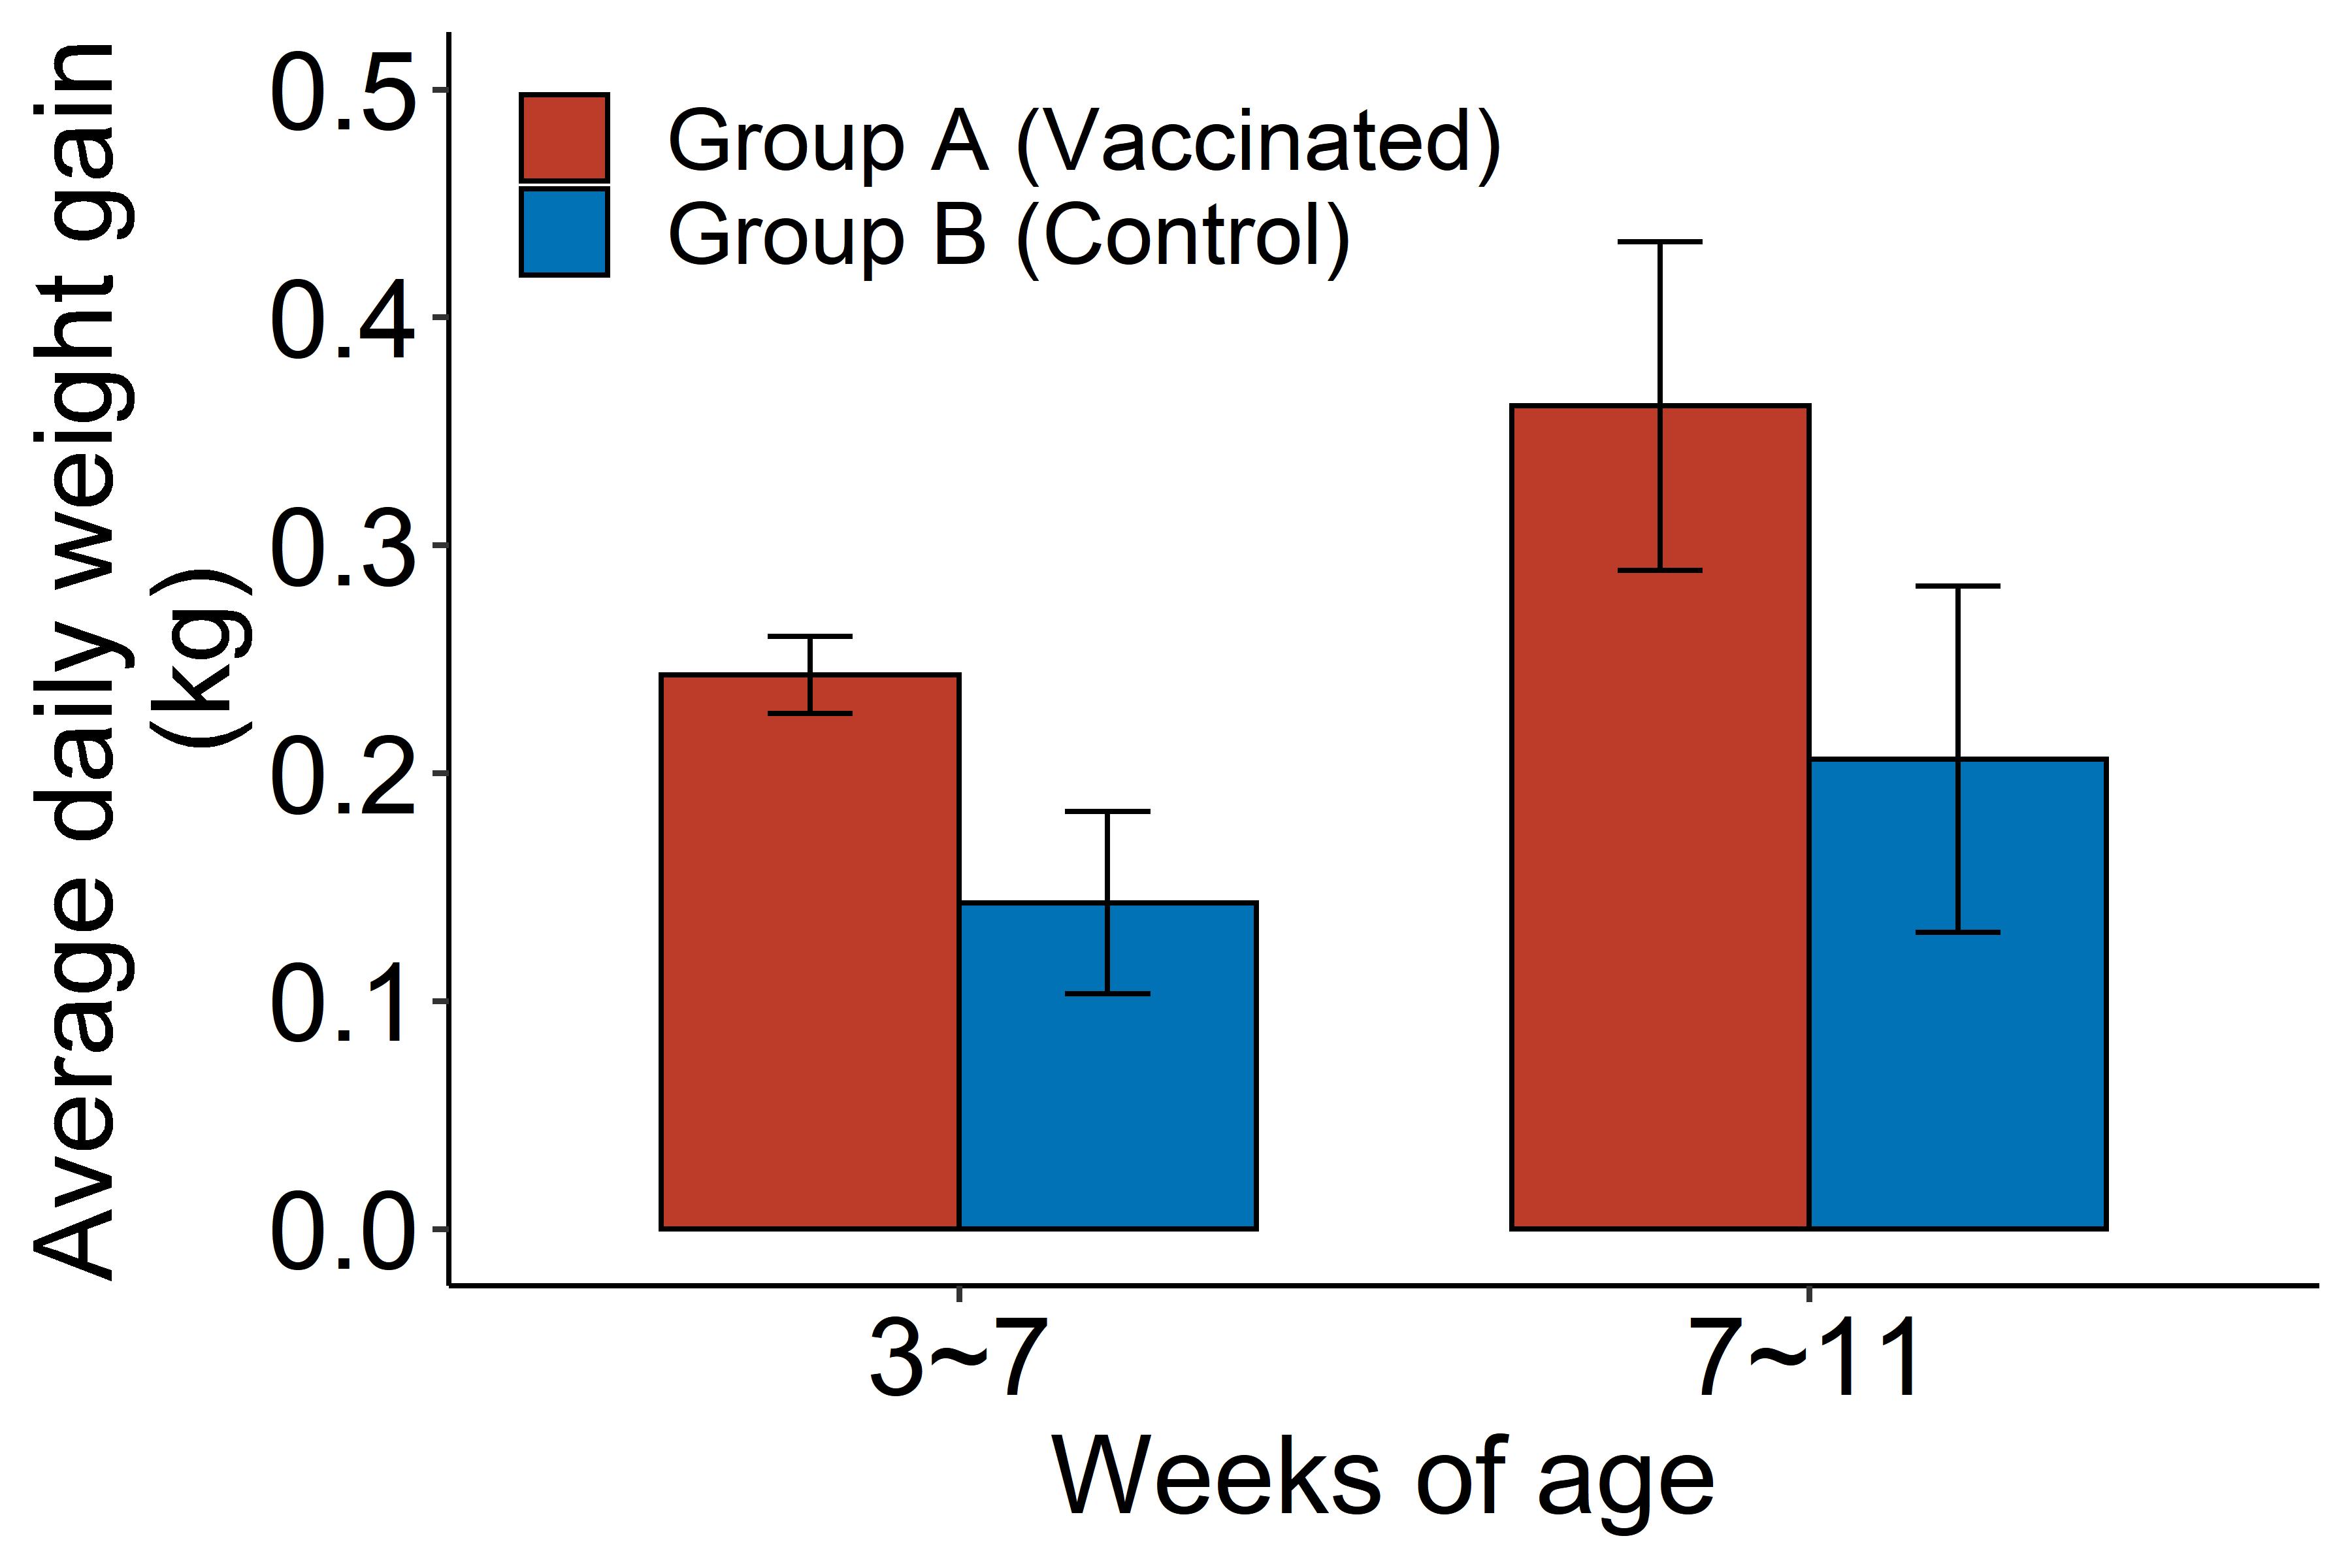 Average daily weight gain
(kg)
0.5
0.4
0.3
0.2
0.1
0.0
Group A (Vaccinated)
Group B (Control)
3~7
7~11
Weeks of age